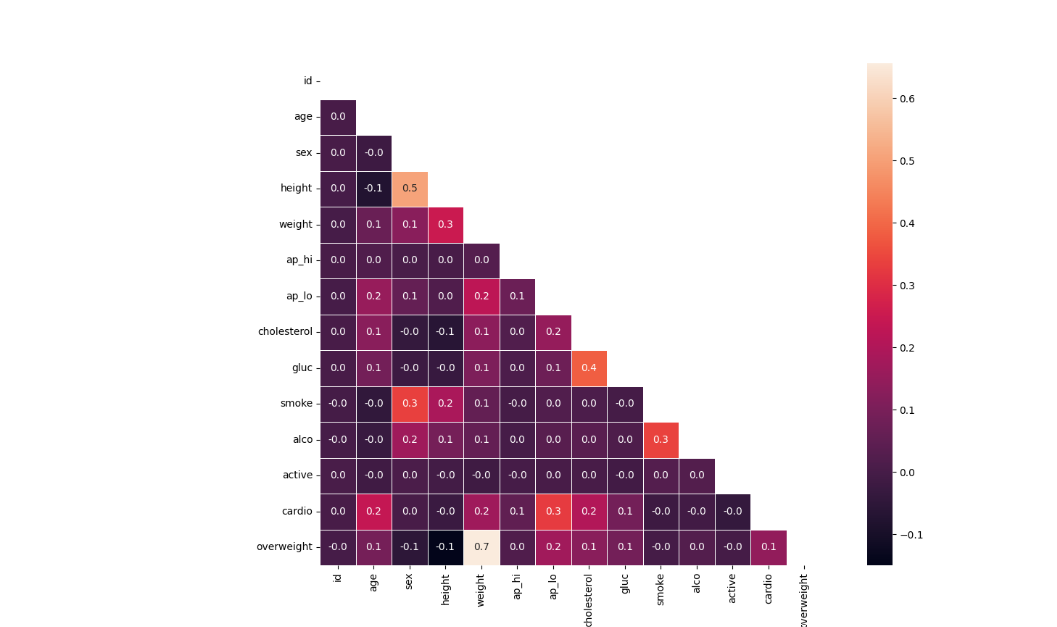 id
age 0.0
sex 0.0 -0.0
height 0.0 -0.1 0.5
weight 0.0 0.1 0.1 0.3
ap_hi 0.0 0.0 0.0 0.0 0.0
ap_lo 0.0 0.2 0.1 0.0 0.2 0.1
cholesterol 0.0 0.1 -0.0 -0.1 0.1 0.0 0.2
gluc 0.0 0.1 -0.0 -0.0 0.1 0.0 0.1 0.4
smoke -0.0 -0.0 0.3 0.2 0.1 -0.0 0.0 0.0 -0.0
alco -0.0 -0.0 0.2 0.1 0.1 0.0 0.0 0.0 0.0 0.3
active 0.0 -0.0 0.0 -0.0 -0.0 -0.0 0.0 0.0 -0.0 0.0 0.0
cardio 0.0 0.2 0.0 -0.0 0.2 0.1 0.3 0.2 0.1 -0.0 -0.0 -0.0
overweight -0.0 0.1 -0.1 -0.1 0.7 0.0 0.2 0.1 0.1 -0.0 0.0 -0.0 0.1
id age sex height weight ap_hi ap_lo cholesterol gluc smoke alco active cardio overweight
0.6
0.5
0.4
0.3
0.2
0.1
0.0
−0.1